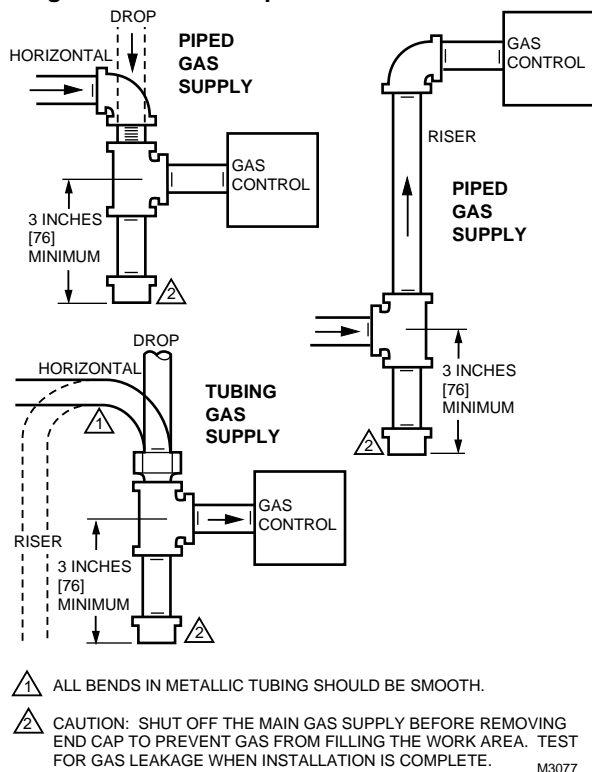 DROP
HORIZONTAL
PIPED
GAS
SUPPLY
GAS
CONTROL
3 INCHES
[76]
MINIMUM
2
GAS
CONTROL
RISER
PIPED
GAS
SUPPLY
3 INCHES
[76]
MINIMUM
2
DROP
HORIZONTAL
1
TUBING
GAS
SUPPLY
GAS
CONTROL
RISER
3 INCHES
[76]
MINIMUM
2
1 ALL BENDS IN METALLIC TUBING SHOULD BE SMOOTH.
2 CAUTION: SHUT OFF THE MAIN GAS SUPPLY BEFORE REMOVING
END CAP TO PREVENT GAS FROM FILLING THE WORK AREA. TEST
FOR GAS LEAKAGE WHEN INSTALLATION IS COMPLETE.
M3077